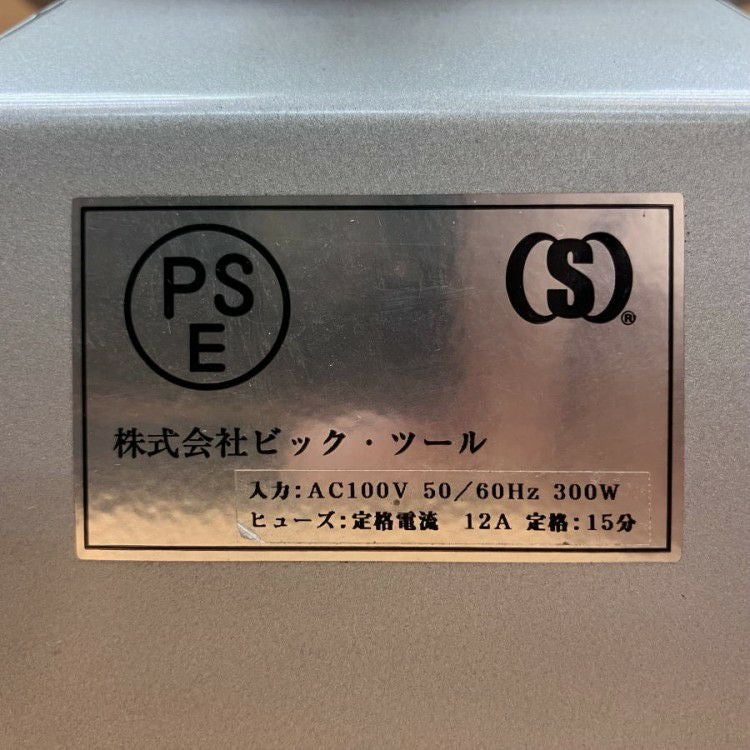 PS
E
(S)®
株式会社ビック・ツール
入力:AC100V 50/60Hz 300W
ヒューズ:定格電流 12A 定格:15分